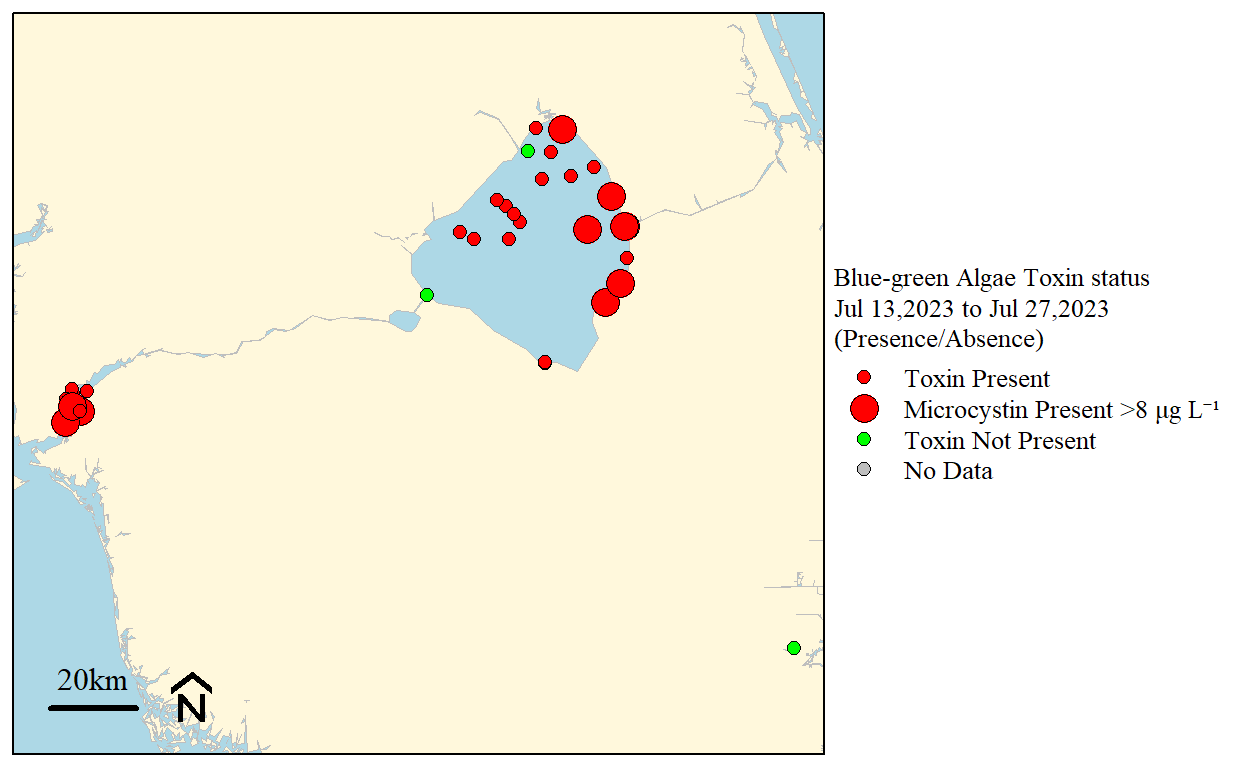 Blue-green Algae Toxin status
Jul 13,2023 to Jul 27,2023
(Presence/Absence)
Toxin Present
Microcystin Present >8 μg L⁻¹
Toxin Not Present
No Data
20km
N